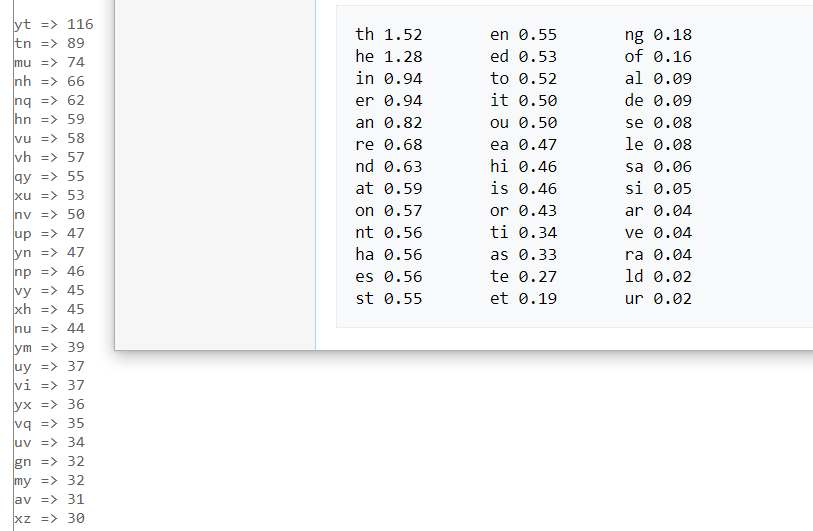 yt => 116
tn => 89
mu => 74
nh => 66
nq => 62
hn => 59
vu => 58
vh => 57
qy => 55
xu => 53
nv => 50
up => 47
yn => 47
np => 46
vy => 45
xh => 45
nu => 44
ym => 39
uy => 37
vi => 37
yx => 36
vq => 35
uv => 34
gn => 32
my => 32
av => 31
xz => 30
th 1.52 en 0.55 ng 0.18
he 1.28 ed 0.53 of 0.16
in 0.94 to 0.52 al 0.09
er 0.94 it 0.50 de 0.09
an 0.82 ou 0.50 se 0.08
re 0.68 ea 0.47 le 0.08
nd 0.63 hi 0.46 sa 0.06
at 0.59 is 0.46 si 0.05
on 0.57 or 0.43 ar 0.04
nt 0.56 ti 0.34 ve 0.04
ha 0.56 as 0.33 ra 0.04
es 0.56 te 0.27 ld 0.02
st 0.55 et 0.19 ur 0.02